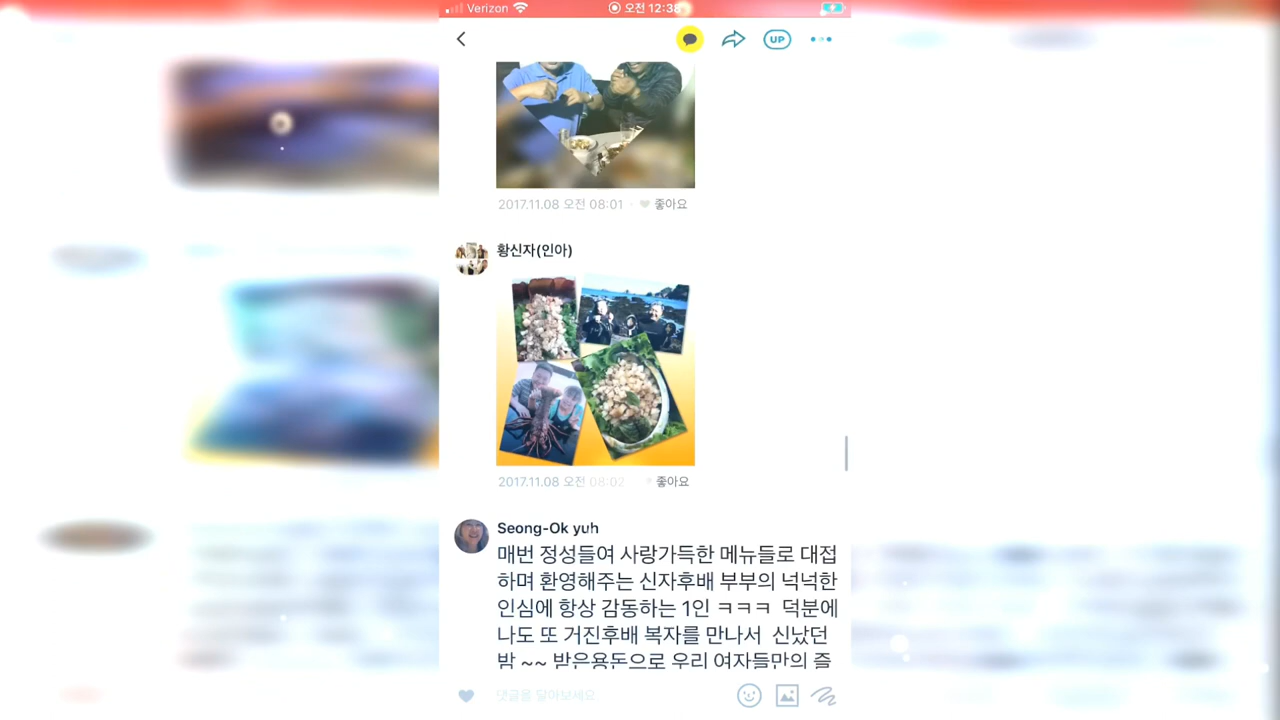 Verizon
오전 12:38
UP
2017.11.08 오전 08:01 · 좋아요
황신자(인아)
2017.11.08 오전 08:02 좋아요
Seong-Ok yuh
매번 정성들여 사랑가득한 메뉴들로 대접
하며 환영해주는 신자후배 부부의 넉넉한
인심에 항상 감동하는 1인 ㅋㅋㅋ 덕분에
나도 또 거진후배 복자를 만나서 신났던
밤 ~~ 받은용돈으로 우리 여자들만의 즐
댓글을 달아보세요.